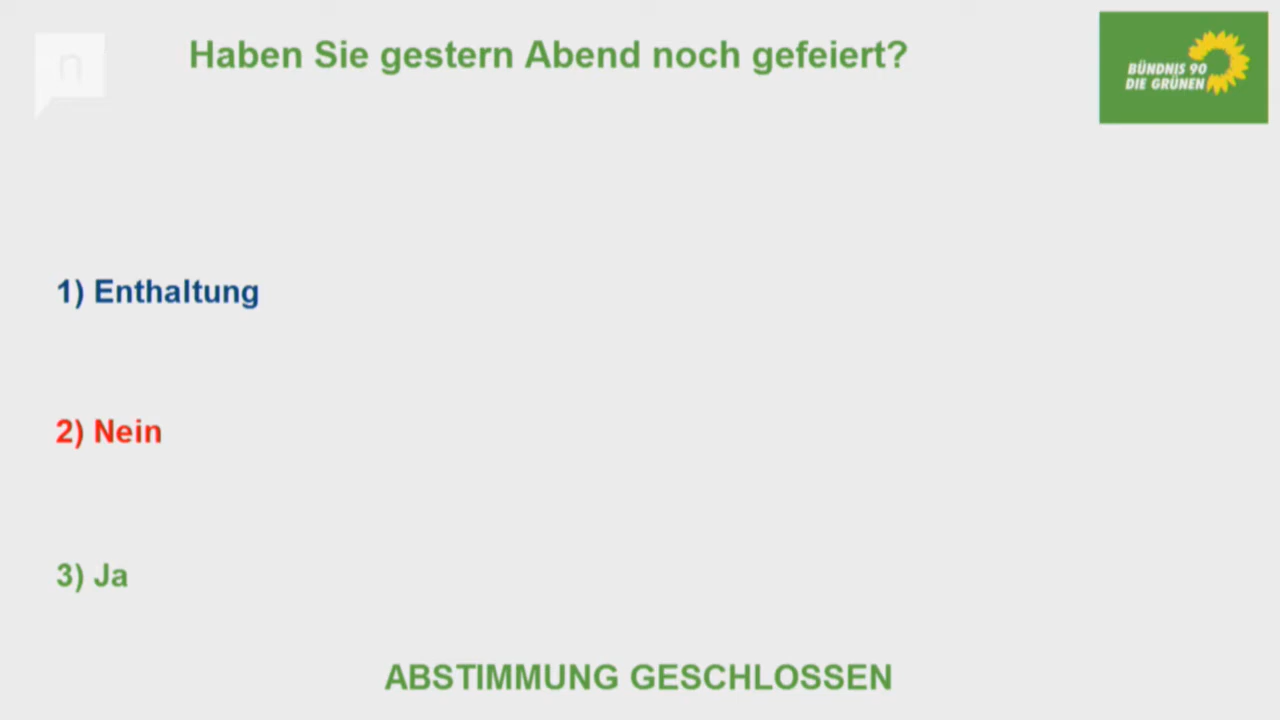 Haben Sie gestern Abend noch gefeiert?
n
BÜNDNIS 90
DIE GRÜNEN
1) Enthaltung
2) Nein
3) Ja
ABSTIMMUNG GESCHLOSSEN